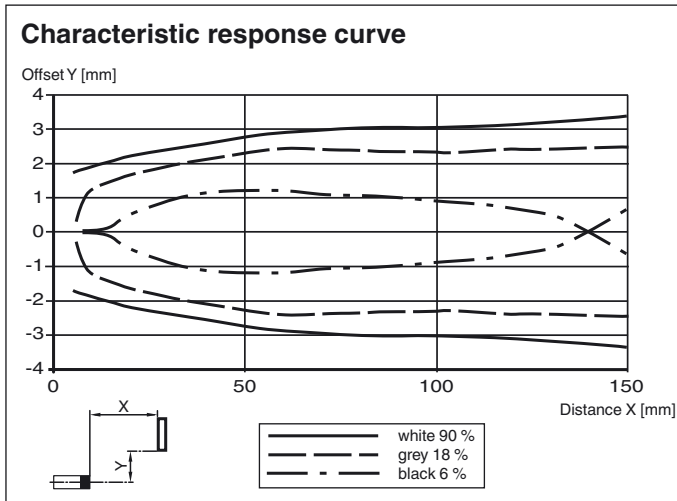 Characteristic response curve
Offset Y [mm]
4
3
2
1
0
-1
-2
-3
-4
0 50 100 150
Distance X [mm]
X
Y
white 90 %
grey 18 %
black 6 %